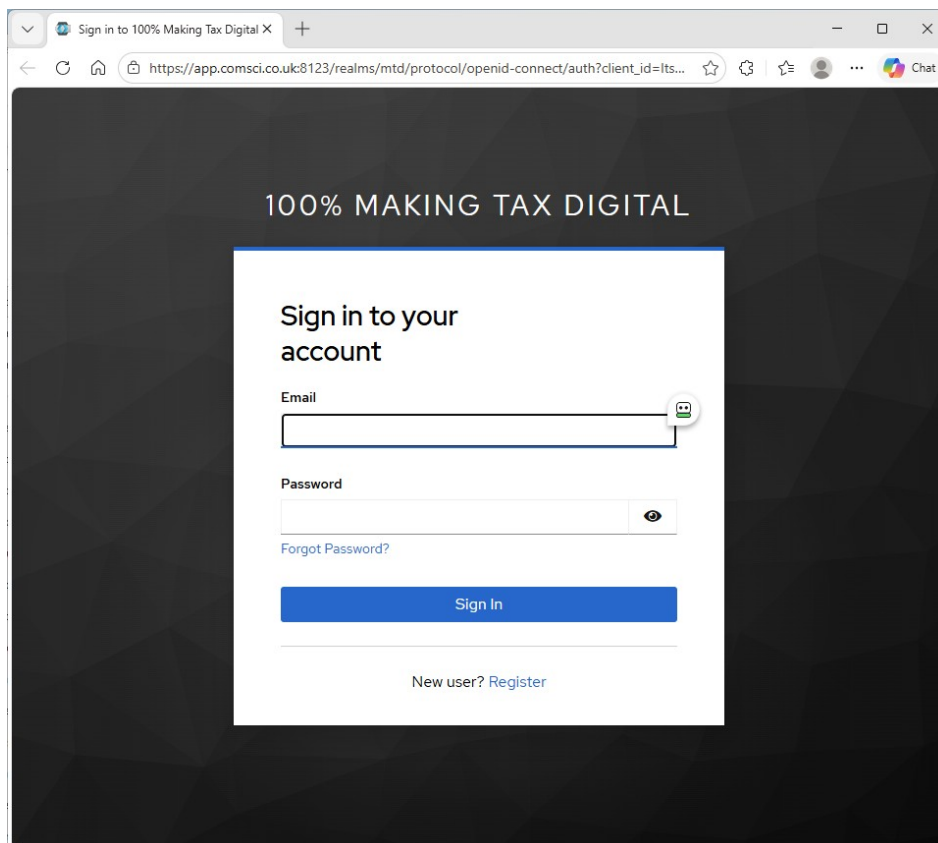 Sign in to 100% Making Tax Digital
https://app.comsci.co.uk:8123/realms/mtd/protocol/openid-connect/auth?client_id=Its...
Chat
100% MAKING TAX DIGITAL
Sign in to your
account
Email
Password
Forgot Password?
Sign In
New user? Register